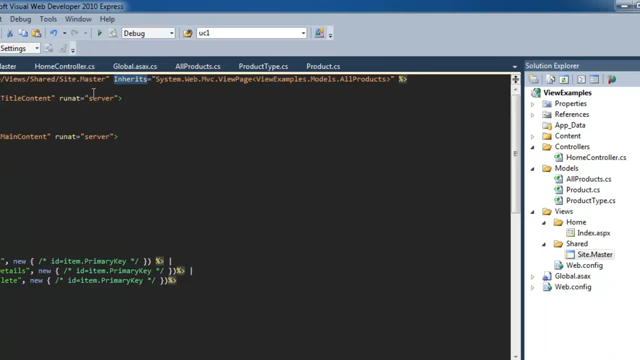 soft Visual Web Developer 2010 Express
Debug Tools Window Help
Debug uc1
Settings
Master HomeController.cs Global.asax.cs AllProducts.cs ProductType.cs Product.cs
/Views/Shared/Site.Master" Inherits="System.Web.Mvc.ViewPage<ViewExamples.Models.AllProducts>" %>
TitleContent" runat="server">
MainContent" runat="server">
", new { /* id=item.PrimaryKey */ }) %> |
etails", new { /* id=item.PrimaryKey */ })%> |
lete", new { /* id=item.PrimaryKey */ })%>
Solution Explorer
ViewExamples
Properties
References
App_Data
Content
Controllers
HomeController.cs
Models
AllProducts.cs
Product.cs
ProductType.cs
Views
Home
Index.aspx
Shared
Site.Master
Web.config
Global.asax
Web.config